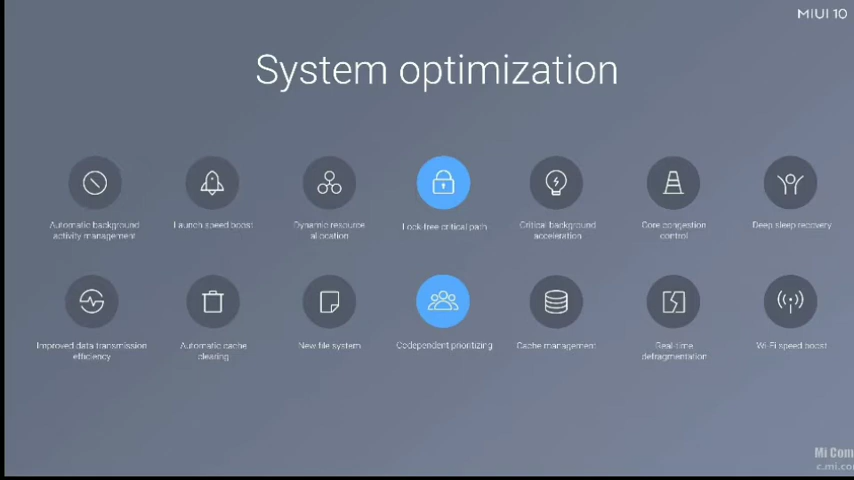 MIUI 10
System optimization
Automatic background
activity management
Launch speed boost
Dynamic resource
allocation
Lock-free critical path
Critical background
acceleration
Core congestion
control
Deep sleep recovery
Improved data transmission
efficiency
Automatic cache
clearing
New file system
Codependent prioritizing
Cache management
Real-time
defragmentation
Wi-Fi speed boost
Mi Com
c.mi.co